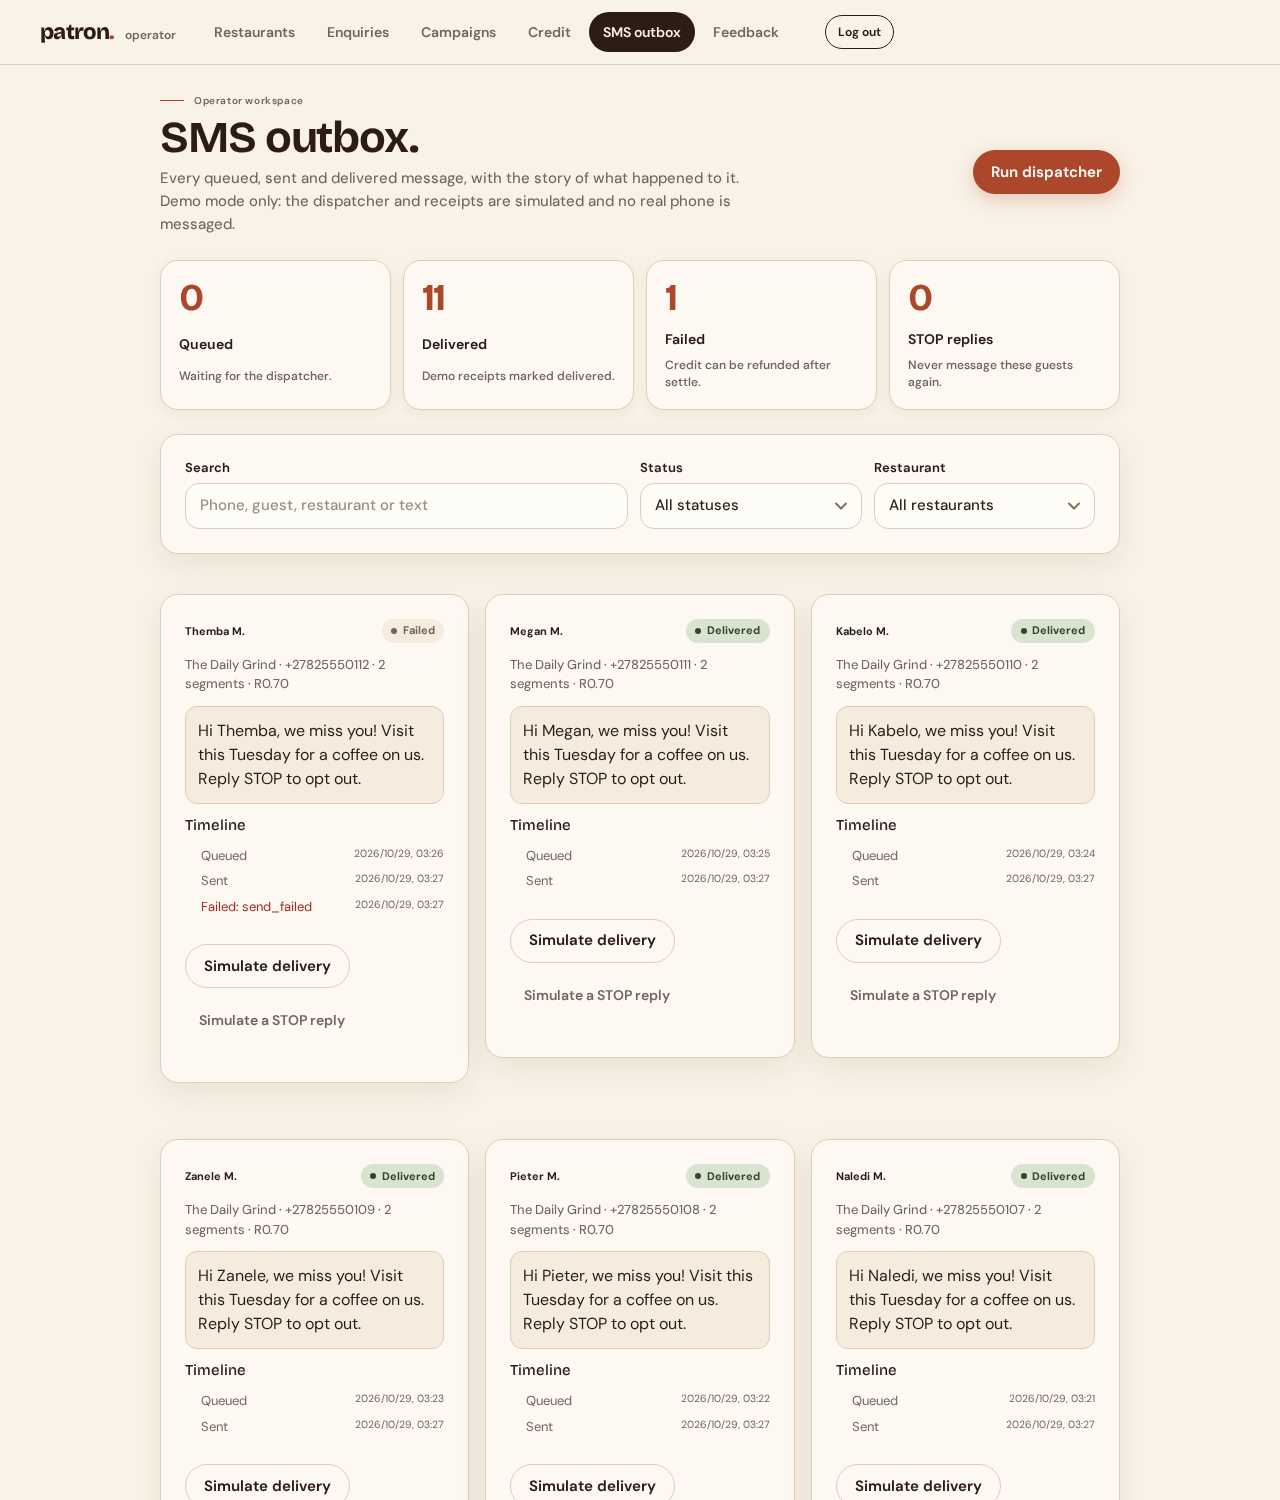 patron. operator Restaurants Enquiries Campaigns Credit SMS outbox Feedback Log out
Operator workspace
SMS outbox.
Every queued, sent and delivered message, with the story of what happened to it.
Demo mode only: the dispatcher and receipts are simulated and no real phone is
messaged.
Run dispatcher
0
Queued
Waiting for the dispatcher.
11
Delivered
Demo receipts marked delivered.
1
Failed
Credit can be refunded after
settle.
0
STOP replies
Never message these guests
again.
Search
Phone, guest, restaurant or text
Status
All statuses
Restaurant
All restaurants
Themba M. Failed
The Daily Grind · +27825550112 · 2
segments · R0.70
Hi Themba, we miss you! Visit
this Tuesday for a coffee on us.
Reply STOP to opt out.
Timeline
Queued 2026/10/29, 03:26
Sent 2026/10/29, 03:27
Failed: send_failed 2026/10/29, 03:27
Simulate delivery
Simulate a STOP reply
Megan M. Delivered
The Daily Grind · +27825550111 · 2
segments · R0.70
Hi Megan, we miss you! Visit
this Tuesday for a coffee on us.
Reply STOP to opt out.
Timeline
Queued 2026/10/29, 03:25
Sent 2026/10/29, 03:27
Simulate delivery
Simulate a STOP reply
Kabelo M. Delivered
The Daily Grind · +27825550110 · 2
segments · R0.70
Hi Kabelo, we miss you! Visit
this Tuesday for a coffee on us.
Reply STOP to opt out.
Timeline
Queued 2026/10/29, 03:24
Sent 2026/10/29, 03:27
Simulate delivery
Simulate a STOP reply
Zanele M. Delivered
The Daily Grind · +27825550109 · 2
segments · R0.70
Hi Zanele, we miss you! Visit
this Tuesday for a coffee on us.
Reply STOP to opt out.
Timeline
Queued 2026/10/29, 03:23
Sent 2026/10/29, 03:27
Simulate delivery
Pieter M. Delivered
The Daily Grind · +27825550108 · 2
segments · R0.70
Hi Pieter, we miss you! Visit this
Tuesday for a coffee on us.
Reply STOP to opt out.
Timeline
Queued 2026/10/29, 03:22
Sent 2026/10/29, 03:27
Simulate delivery
Naledi M. Delivered
The Daily Grind · +27825550107 · 2
segments · R0.70
Hi Naledi, we miss you! Visit
this Tuesday for a coffee on us.
Reply STOP to opt out.
Timeline
Queued 2026/10/29, 03:21
Sent 2026/10/29, 03:27
Simulate delivery